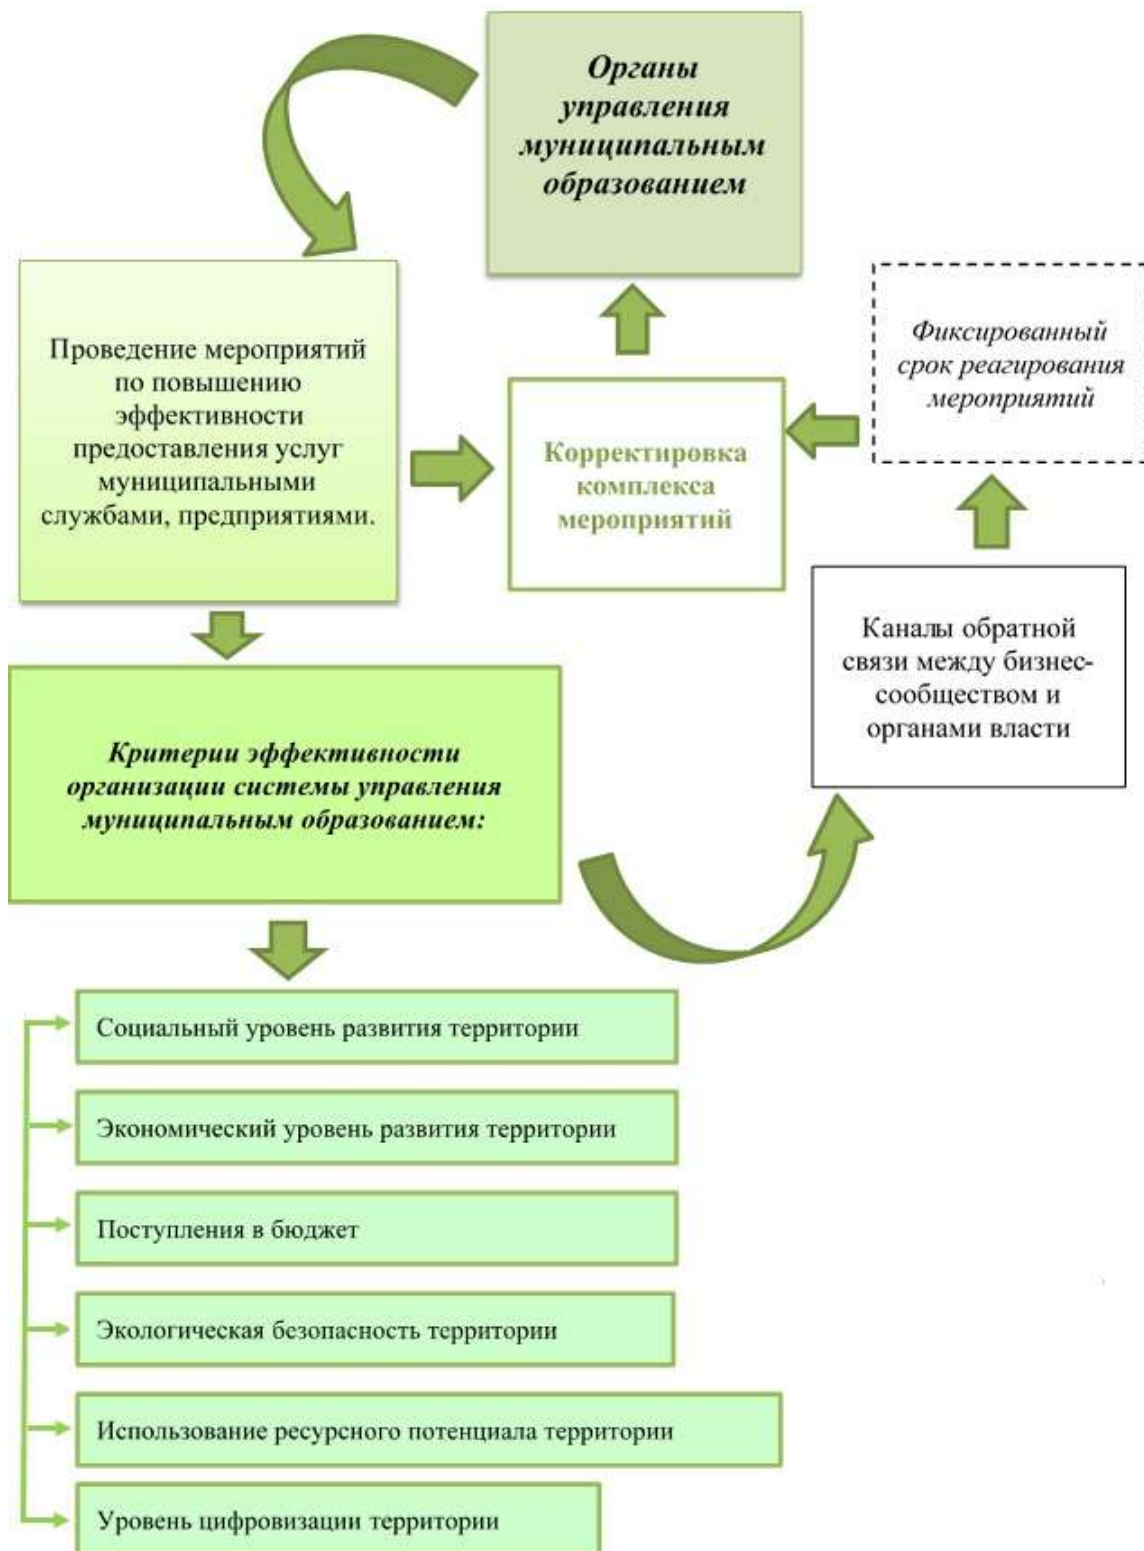 Органы
управления
муниципальным
образованием
Проведение мероприятий
по повышению
эффективности
предоставления услуг
муниципальными
службами, предприятиями.
Корректировка
комплекса
мероприятий
Фиксированный
срок реагирования
мероприятий
Каналы обратной
связи между бизнес-
сообществом и
органами власти
Критерии эффективности
организации системы управления
муниципальным образованием:
Социальный уровень развития территории
Экономический уровень развития территории
Поступления в бюджет
Экологическая безопасность территории
Использование ресурсного потенциала территории
Уровень цифровизации территории